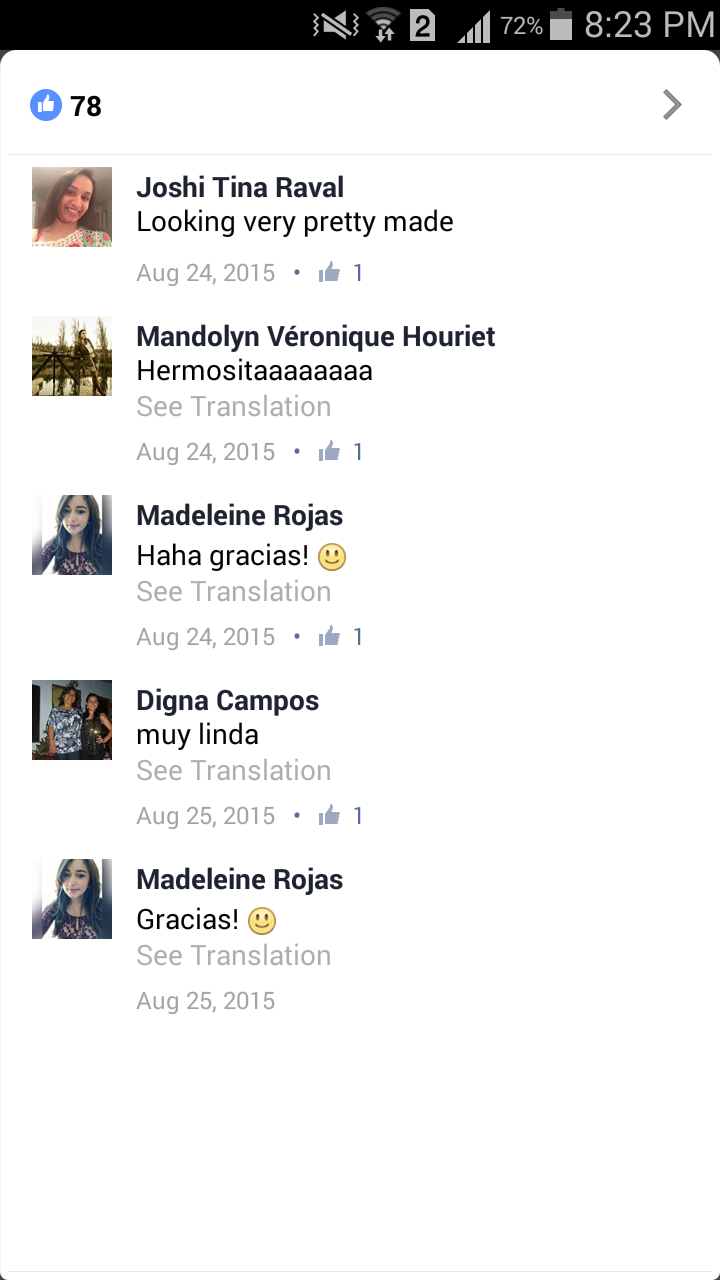 2 72% 8:23 PM
78
Joshi Tina Raval
Looking very pretty made
Aug 24, 2015 • 1
Mandolyn Véronique Houriet
Hermositaaaaaaaa
See Translation
Aug 24, 2015 • 1
Madeleine Rojas
Haha gracias! 🙂
See Translation
Aug 24, 2015 • 1
Digna Campos
muy linda
See Translation
Aug 25, 2015 • 1
Madeleine Rojas
Gracias! 🙂
See Translation
Aug 25, 2015